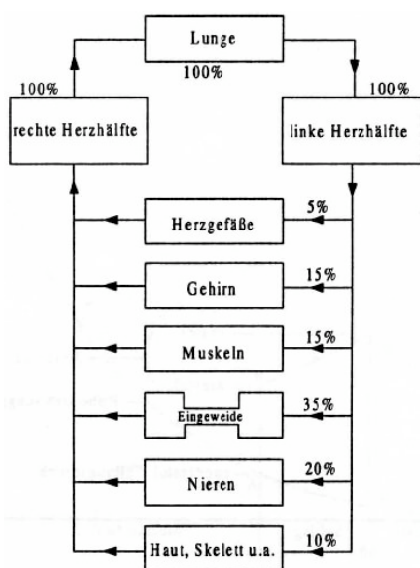 Lunge
100%
100%
100%
rechte Herzhälfte
linke Herzhälfte
5%
Herzgefäße
15%
Gehirn
15%
Muskeln
35%
Eingeweide
20%
Nieren
10%
Haut, Skelett u.a.